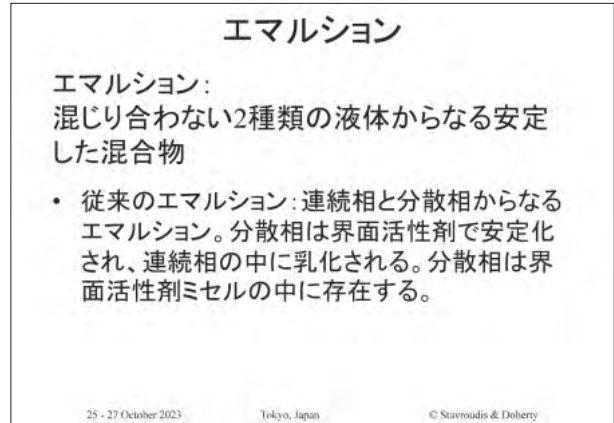 エマルション
エマルション：
混じり合わない2種類の液体からなる安定
した混合物
• 従来のエマルション：連続相と分散相からなる
エマルション。分散相は界面活性剤で安定化
され、連続相の中に乳化される。分散相は界
面活性剤ミセルの中に存在する。
25 - 27 October 2023 Tokyo, Japan © Stavroudis & Doherty